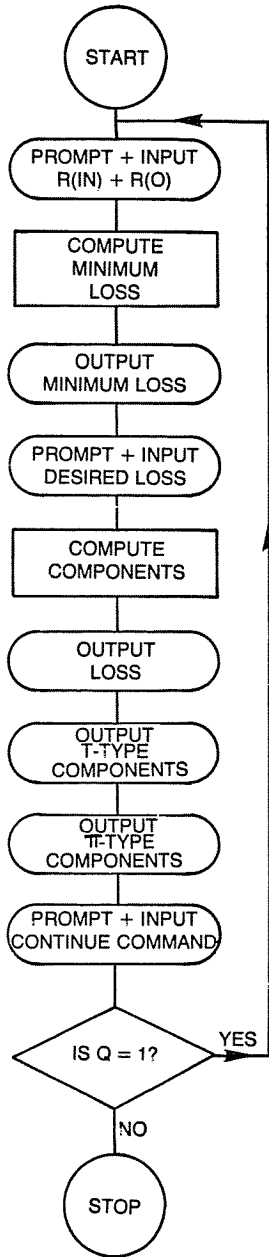 START
PROMPT + INPUT
R(IN) + R(O)
COMPUTE
MINIMUM
LOSS
OUTPUT
MINIMUM LOSS
PROMPT + INPUT
DESIRED LOSS
COMPUTE
COMPONENTS
OUTPUT
LOSS
OUTPUT
T-TYPE
COMPONENTS
OUTPUT
π-TYPE
COMPONENTS
PROMPT + INPUT
CONTINUE COMMAND
IS Q = 1?
YES
NO
STOP